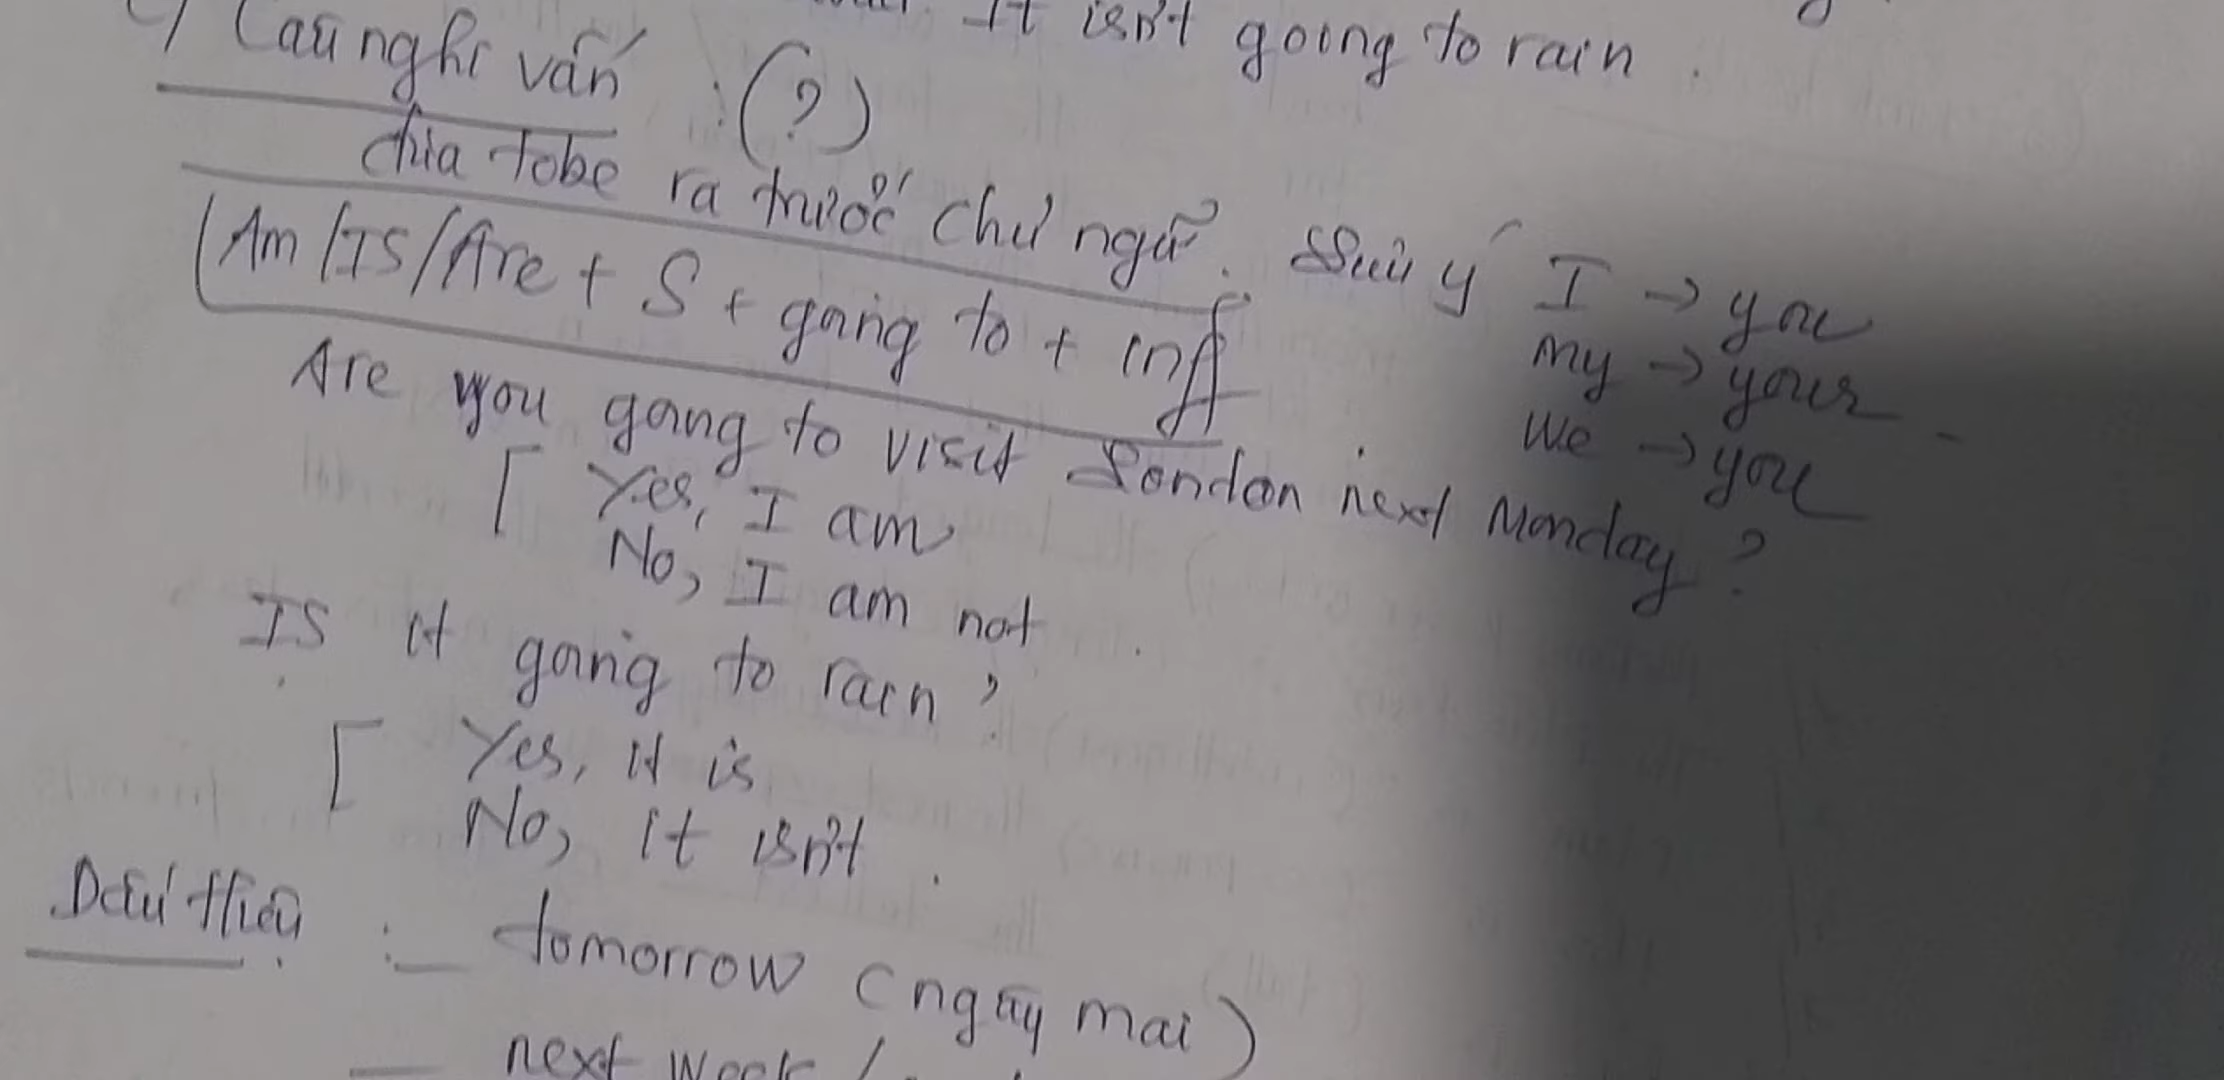 It isn't going to rain.
c) Câu nghi vấn : (?)
chia tobe ra trước chủ ngữ. Lưu ý I → you
my → your
We → you
Am/IS/Are + S + going to + inf
Are you going to visit London next Monday?
[ Yes, I am
No, I am not.
IS it going to rain?
[ Yes, it is
No, it isn't.
Dấu hiệu : - tomorrow (ngày mai)
- next week /